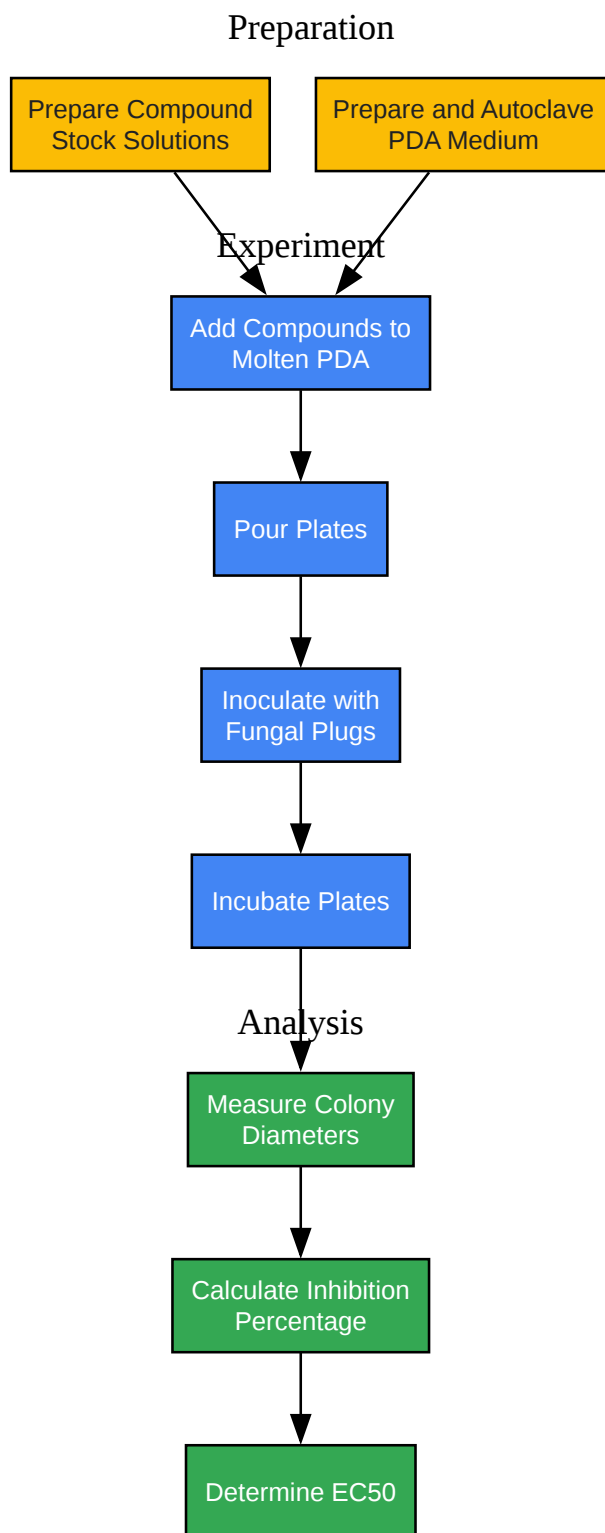 Preparation
Prepare Compound
Stock Solutions
Prepare and Autoclave
PDA Medium
Experiment
Add Compounds to
Molten PDA
Pour Plates
Inoculate with
Fungal Plugs
Incubate Plates
Analysis
Measure Colony
Diameters
Calculate Inhibition
Percentage
Determine EC50